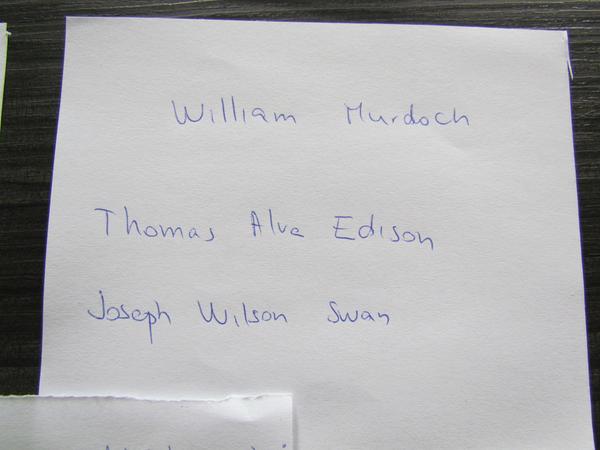 William Murdoch
Thomas Alva Edison
Joseph Wilson Swan